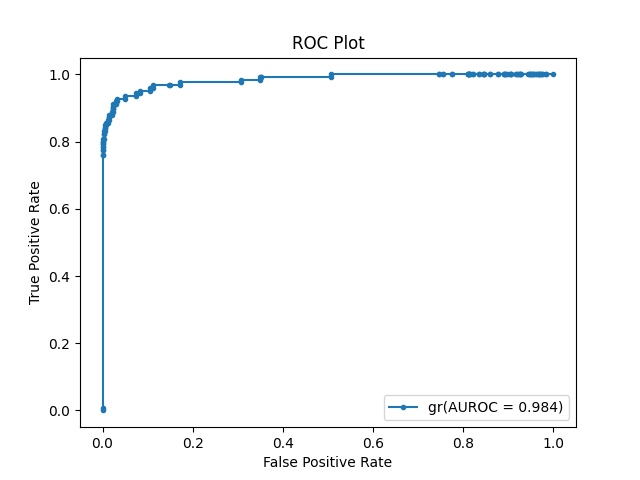 ROC Plot
True Positive Rate
1.0
0.8
0.6
0.4
0.2
0.0
gr(AUROC = 0.984)
0.0 0.2 0.4 0.6 0.8 1.0
False Positive Rate